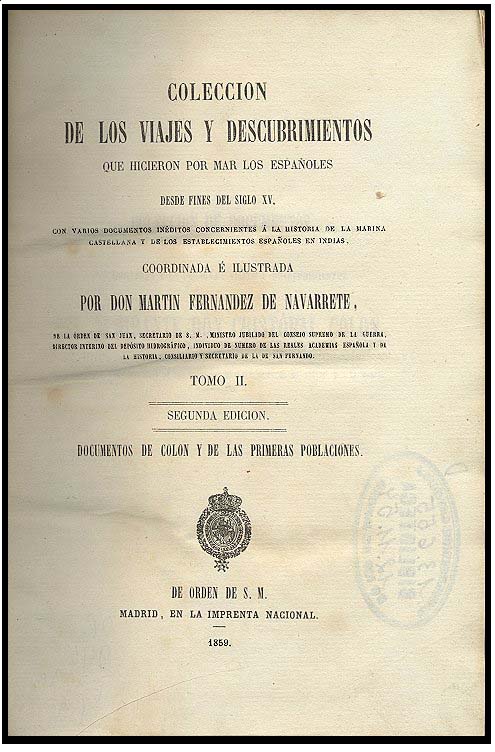 COLECCION
DE LOS VIAJES Y DESCUBRIMIENTOS
QUE HICIERON POR MAR LOS ESPAÑOLES
DESDE FINES DEL SIGLO XV,
CON VARIOS DOCUMENTOS INÉDITOS CONCERNIENTES Á LA HISTORIA DE LA MARINA
CASTELLANA Y DE LOS ESTABLECIMIENTOS ESPAÑOLES EN INDIAS,
COORDINADA É ILUSTRADA
POR DON MARTIN FERNANDEZ DE NAVARRETE,
DE LA ORDEN DE SAN JUAN, SECRETARIO DE S. M., MINISTRO JUBILADO DEL CONSEJO SUPREMO DE LA GUERRA,
DIRECTOR INTERINO DEL DEPÓSITO HIDROGRÁFICO, INDIVIDUO DE NUMERO DE LAS REALES ACADEMIAS ESPAÑOLA Y DE
LA HISTORIA, CONSILIARIO Y SECRETARIO DE LA DE SAN FERNANDO.
TOMO II.
SEGUNDA EDICION.
DOCUMENTOS DE COLON Y DE LAS PRIMERAS POBLACIONES.
DE ORDEN DE S. M.
MADRID, EN LA IMPRENTA NACIONAL.
1859.
BIBLIOTECA